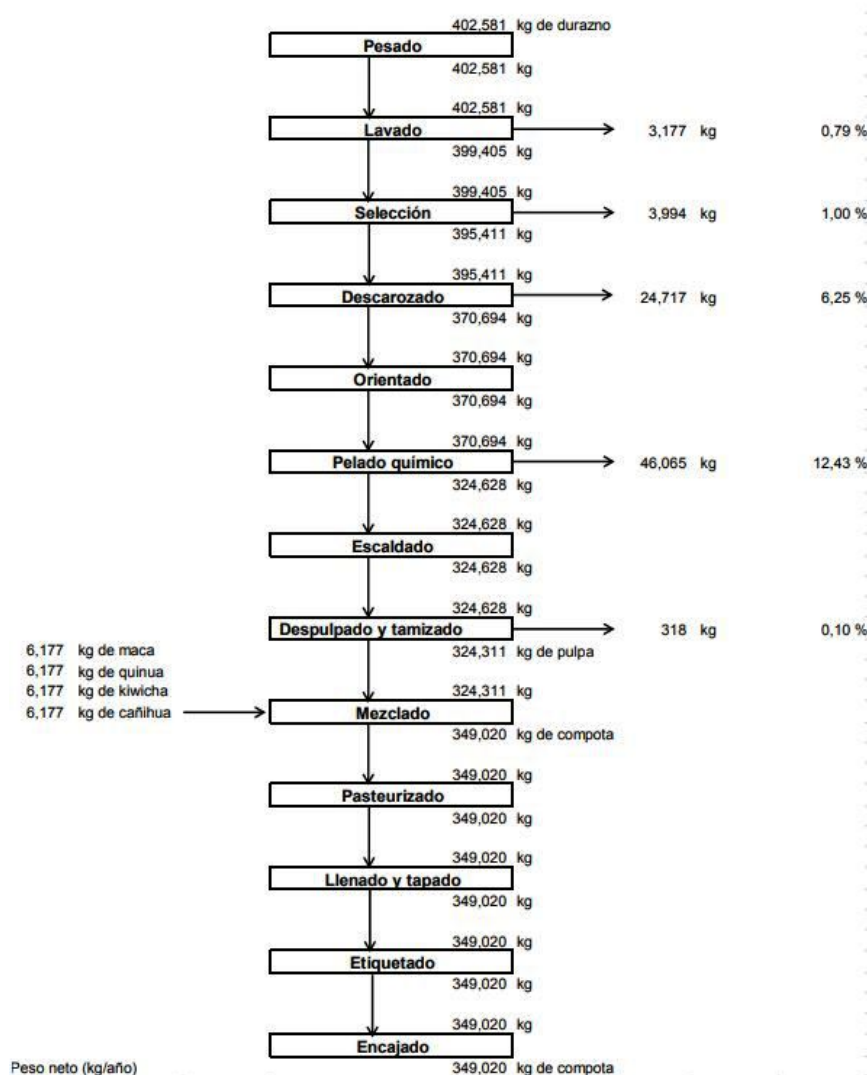 402,581 kg de durazno
Pesado
402,581 kg
402,581 kg
Lavado 3,177 kg 0,79 %
399,405 kg
399,405 kg
Selección 3,994 kg 1,00 %
395,411 kg
395,411 kg
Descarozado 24,717 kg 6,25 %
370,694 kg
370,694 kg
Orientado
370,694 kg
370,694 kg
Pelado químico 46,065 kg 12,43 %
324,628 kg
324,628 kg
Escaldado
324,628 kg
324,628 kg
Despulpado y tamizado 318 kg 0,10 %
6,177 kg de maca 324,311 kg de pulpa
6,177 kg de quinua
6,177 kg de kiwicha 324,311 kg
6,177 kg de cañihua Mezclado
349,020 kg de compota
349,020 kg
Pasteurizado
349,020 kg
349,020 kg
Llenado y tapado
349,020 kg
349,020 kg
Etiquetado
349,020 kg
349,020 kg
Encajado
Peso neto (kg/año) 349,020 kg de compota